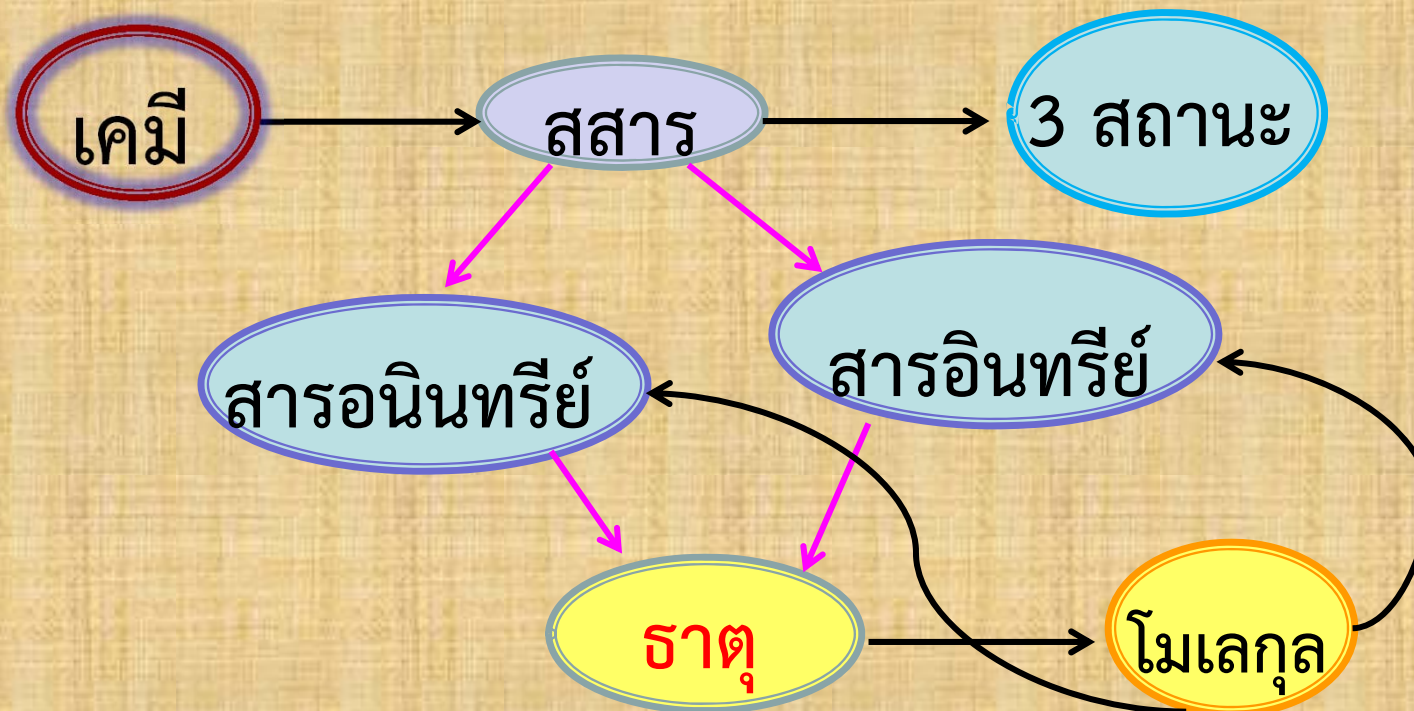 เคมี
สสาร
3 สถานะ
สารอนินทรีย์
สารอินทรีย์
ธาตุ
โมเลกุล